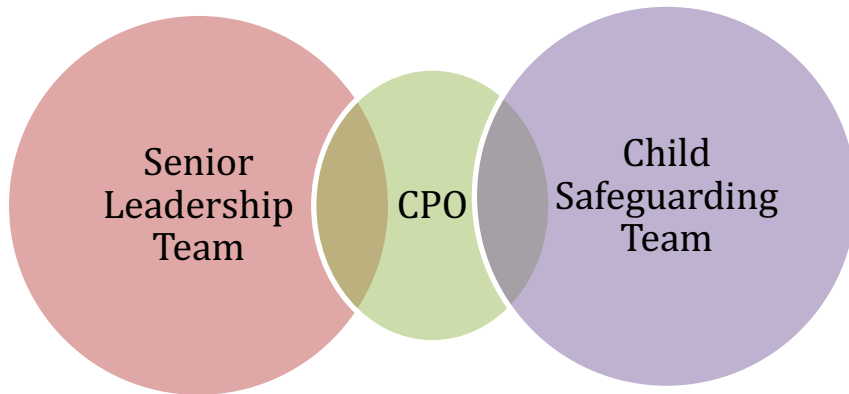 Senior
Leadership
Team
CPO
Child
Safeguarding
Team